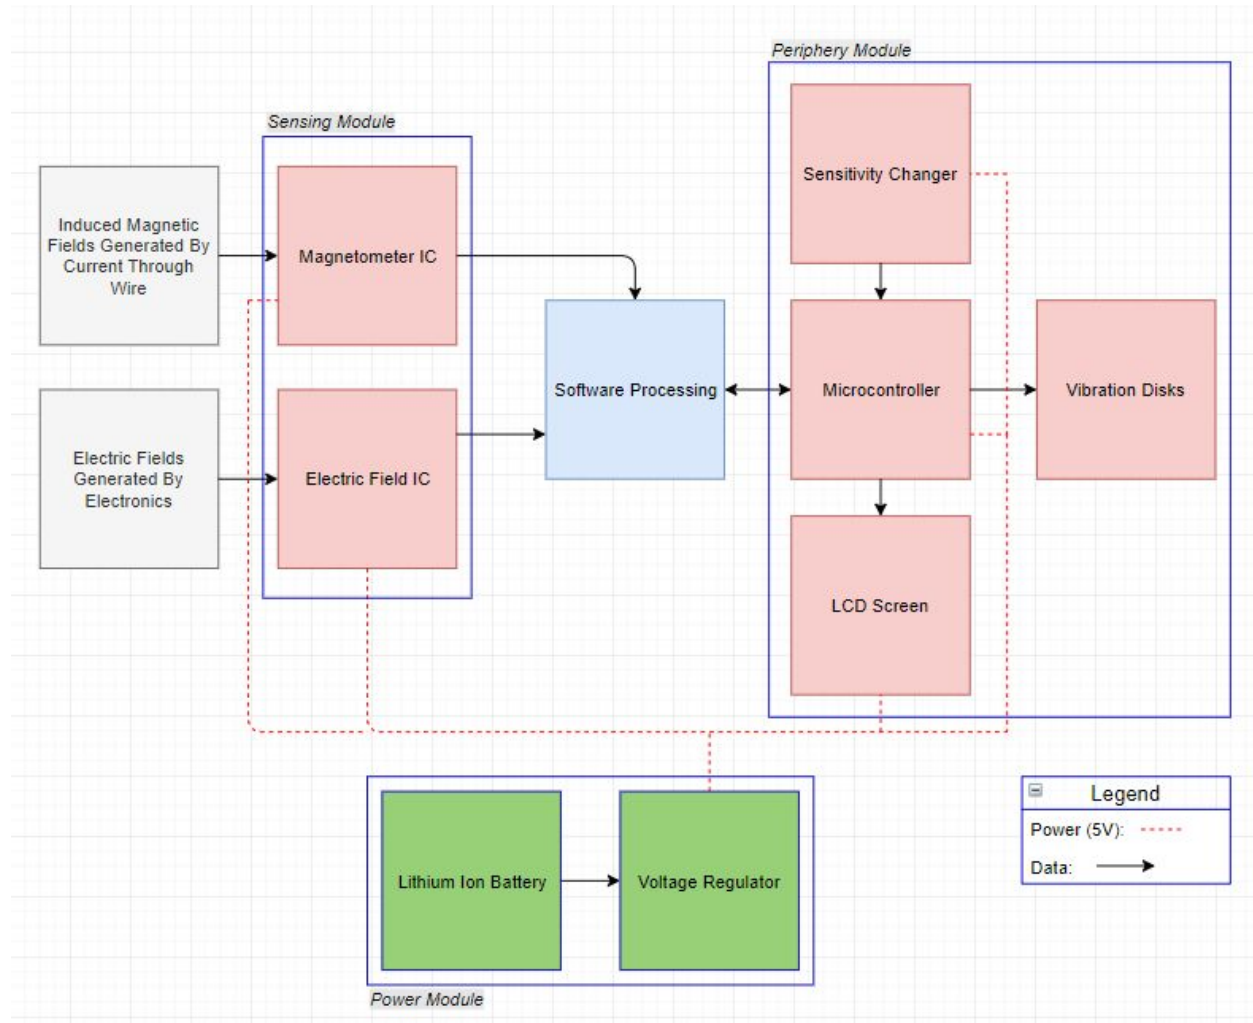 Periphery Module
Sensing Module
Sensitivity Changer
Induced Magnetic
Fields Generated By
Current Through
Wire
Magnetometer IC
Software Processing
Microcontroller
Vibration Disks
Electric Fields
Generated By
Electronics
Electric Field IC
LCD Screen
Legend
Power (5V):
Data:
Lithium Ion Battery
Voltage Regulator
Power Module